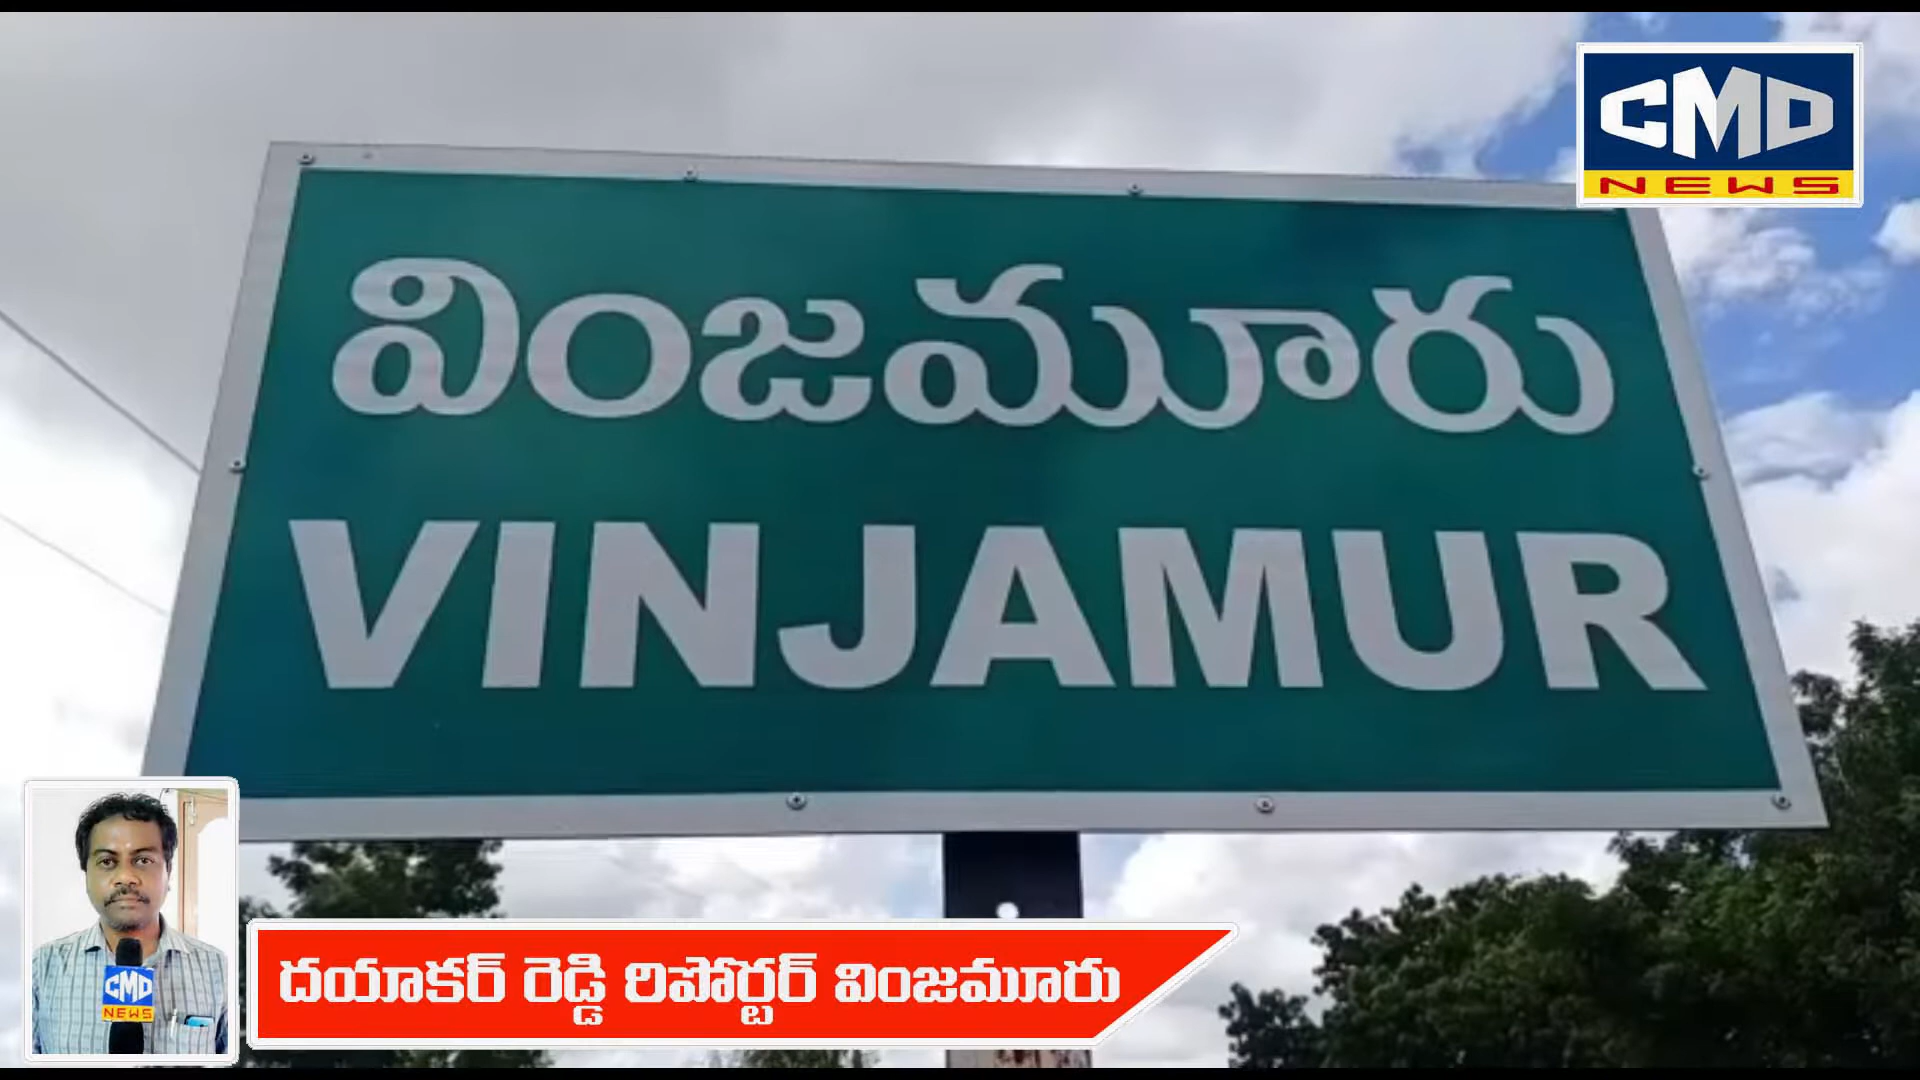 CMD
NEWS
వింజమూరు
VINJAMUR
CMD
NEWS
దయాకర్ రెడ్డి రిపోర్టర్ వింజమూరు